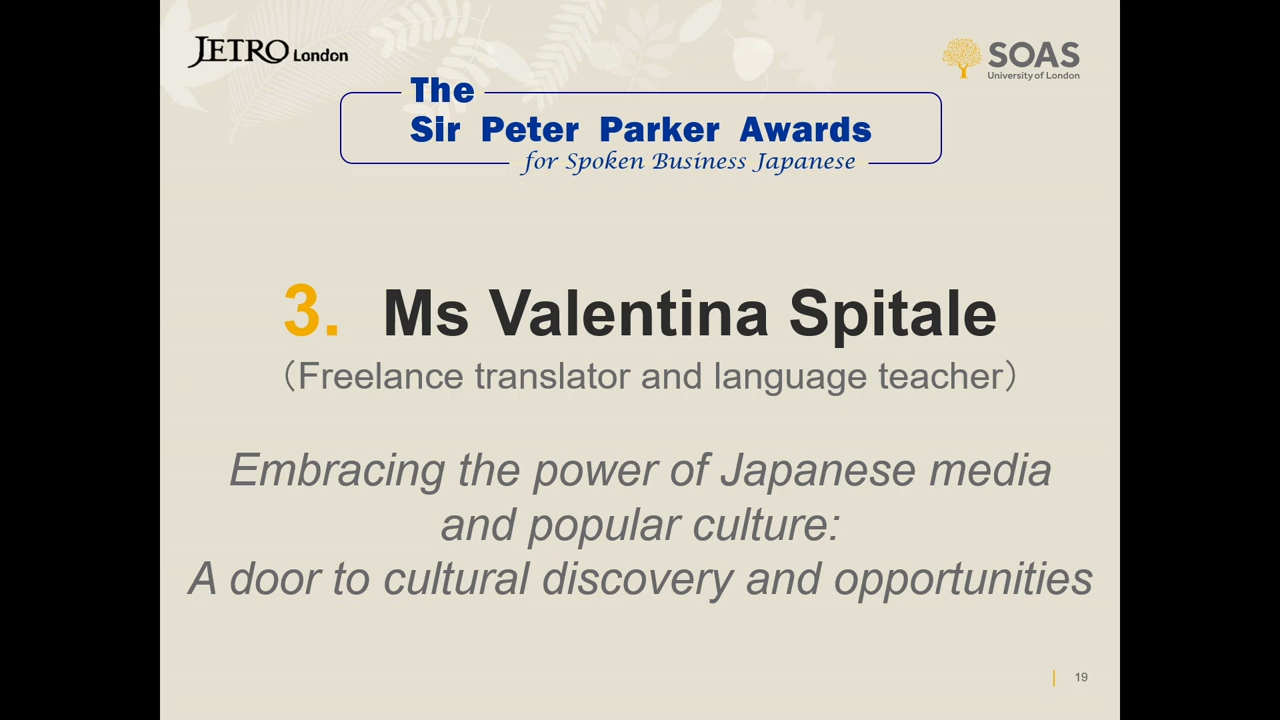 JETRO London
SOAS
University of London
The
Sir Peter Parker Awards
for Spoken Business Japanese
3. Ms Valentina Spitale
（Freelance translator and language teacher）
Embracing the power of Japanese media
and popular culture:
A door to cultural discovery and opportunities
19